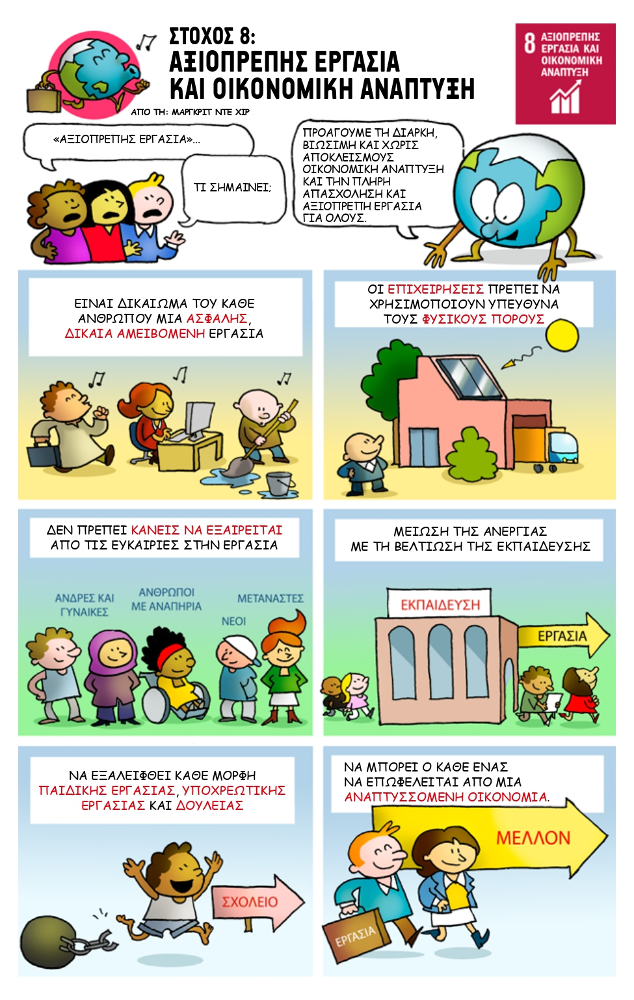 ΣΤΟΧΟΣ 8:
ΑΞΙΟΠΡΕΠΗΣ ΕΡΓΑΣΙΑ
ΚΑΙ ΟΙΚΟΝΟΜΙΚΗ ΑΝΑΠΤΥΞΗ
ΑΠΟ ΤΗ: ΜΑΡΓΚΡΙΤ ΝΤΕ ΧΙΡ
8 ΑΞΙΟΠΡΕΠΗΣ
ΕΡΓΑΣΙΑ ΚΑΙ
ΟΙΚΟΝΟΜΙΚΗ
ΑΝΑΠΤΥΞΗ
«ΑΞΙΟΠΡΕΠΗΣ ΕΡΓΑΣΙΑ»...
ΤΙ ΣΗΜΑΙΝΕΙ;
ΠΡΟΑΓΟΥΜΕ ΤΗ ΔΙΑΡΚΗ,
ΒΙΩΣΙΜΗ ΚΑΙ ΧΩΡΙΣ
ΑΠΟΚΛΕΙΣΜΟΥΣ
ΟΙΚΟΝΟΜΙΚΗ ΑΝΑΠΤΥΞΗ
ΚΑΙ ΤΗΝ ΠΛΗΡΗ
ΑΠΑΣΧΟΛΗΣΗ ΚΑΙ
ΑΞΙΟΠΡΕΠΗ ΕΡΓΑΣΙΑ
ΓΙΑ ΟΛΟΥΣ.
ΕΙΝΑΙ ΔΙΚΑΙΩΜΑ ΤΟΥ ΚΑΘΕ
ΑΝΘΡΩΠΟΥ ΜΙΑ ΑΣΦΑΛΗΣ,
ΔΙΚΑΙΑ ΑΜΕΙΒΟΜΕΝΗ ΕΡΓΑΣΙΑ
ΟΙ ΕΠΙΧΕΙΡΗΣΕΙΣ ΠΡΕΠΕΙ ΝΑ
ΧΡΗΣΙΜΟΠΟΙΟΥΝ ΥΠΕΥΘΥΝΑ
ΤΟΥΣ ΦΥΣΙΚΟΥΣ ΠΟΡΟΥΣ
ΔΕΝ ΠΡΕΠΕΙ ΚΑΝΕΙΣ ΝΑ ΕΞΑΙΡΕΙΤΑΙ
ΑΠΟ ΤΙΣ ΕΥΚΑΙΡΙΕΣ ΣΤΗΝ ΕΡΓΑΣΙΑ
ΑΝΔΡΕΣ ΚΑΙ
ΓΥΝΑΙΚΕΣ
ΑΝΘΡΩΠΟΙ
ΜΕ ΑΝΑΠΗΡΙΑ
ΝΕΟΙ
ΜΕΤΑΝΑΣΤΕΣ
ΜΕΙΩΣΗ ΤΗΣ ΑΝΕΡΓΙΑΣ
ΜΕ ΤΗ ΒΕΛΤΙΩΣΗ ΤΗΣ ΕΚΠΑΙΔΕΥΣΗΣ
ΕΚΠΑΙΔΕΥΣΗ
ΕΡΓΑΣΙΑ
ΝΑ ΕΞΑΛΕΙΦΘΕΙ ΚΑΘΕ ΜΟΡΦΗ
ΠΑΙΔΙΚΗΣ ΕΡΓΑΣΙΑΣ, ΥΠΟΧΡΕΩΤΙΚΗΣ
ΕΡΓΑΣΙΑΣ ΚΑΙ ΔΟΥΛΕΙΑΣ
ΣΧΟΛΕΙΟ
ΝΑ ΜΠΟΡΕΙ Ο ΚΑΘΕ ΕΝΑΣ
ΝΑ ΕΠΩΦΕΛΕΙΤΑΙ ΑΠΟ ΜΙΑ
ΑΝΑΠΤΥΣΣΟΜΕΝΗ ΟΙΚΟΝΟΜΙΑ.
ΜΕΛΛΟΝ
ΕΡΓΑΣΙΑ